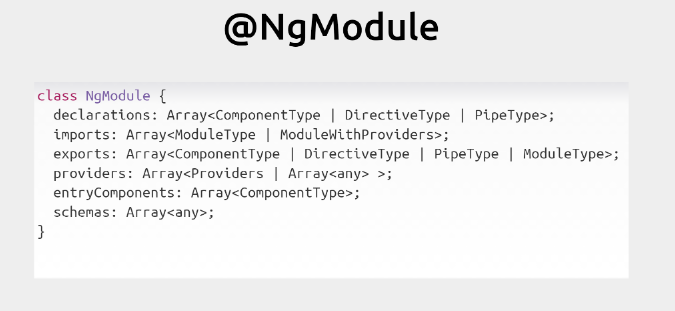 @NgModule
class NgModule {
  declarations: Array<ComponentType | DirectiveType | PipeType>;
  imports: Array<ModuleType | ModuleWithProviders>;
  exports: Array<ComponentType | DirectiveType | PipeType | ModuleType>;
  providers: Array<Providers | Array<any> >;
  entryComponents: Array<ComponentType>;
  schemas: Array<any>;
}